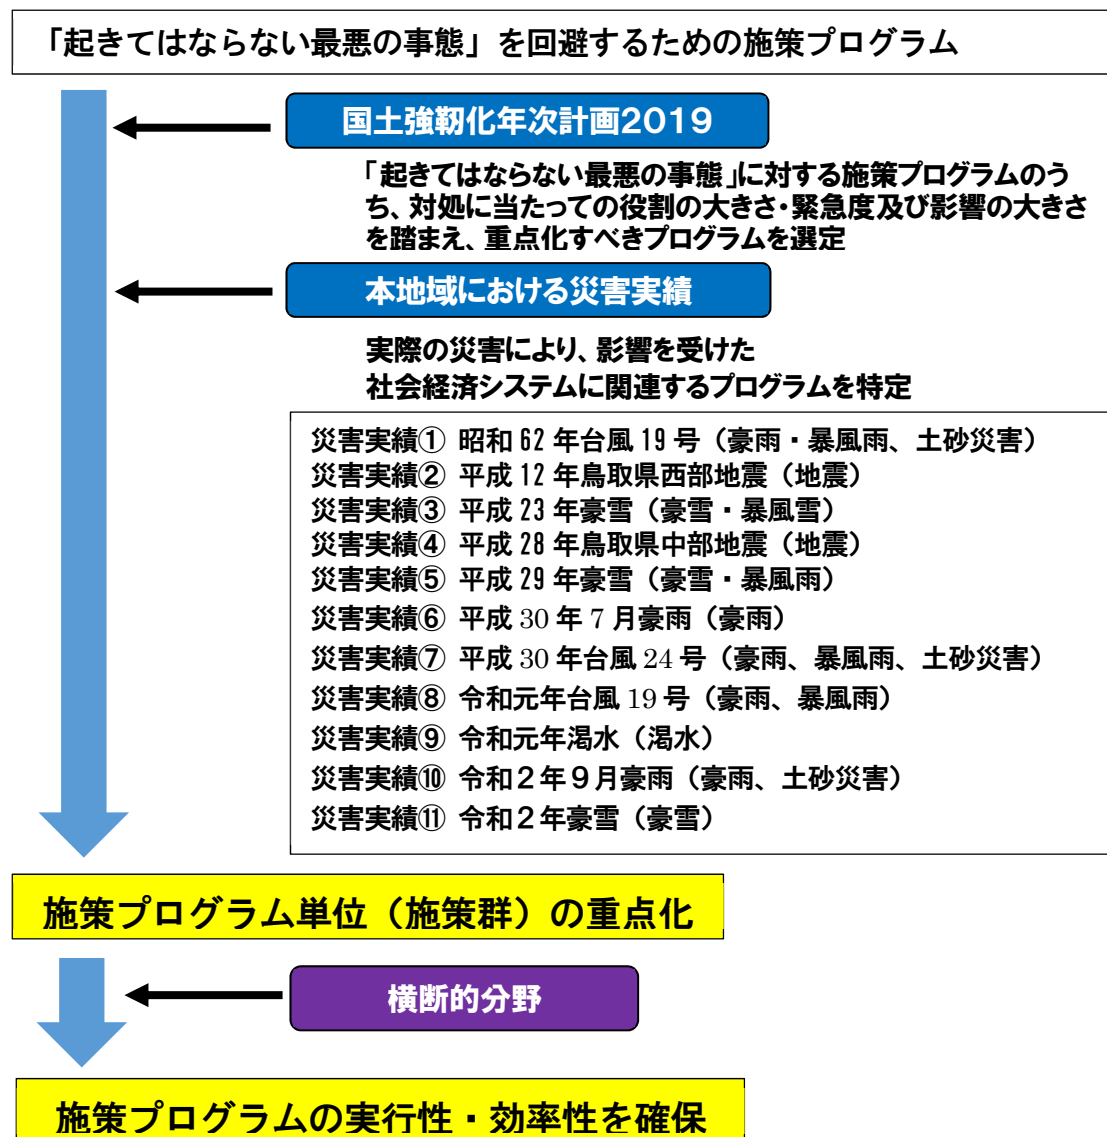 「起きてはならない最悪の事態」を回避するための施策プログラム
国土強靭化年次計画2019
「起きてはならない最悪の事態」に対する施策プログラムのう
ち、対処に当たっての役割の大きさ・緊急度及び影響の大きさ
を踏まえ、重点化すべきプログラムを選定
本地域における災害実績
実際の災害により、影響を受けた
社会経済システムに関連するプログラムを特定
災害実績① 昭和 62 年台風 19 号（豪雨・暴風雨、土砂災害）
災害実績② 平成 12 年鳥取県西部地震（地震）
災害実績③ 平成 23 年豪雪（豪雪・暴風雪）
災害実績④ 平成 28 年鳥取県中部地震（地震）
災害実績⑤ 平成 29 年豪雪（豪雪・暴風雨）
災害実績⑥ 平成 30 年 7 月豪雨（豪雨）
災害実績⑦ 平成 30 年台風 24 号（豪雨、暴風雨、土砂災害）
災害実績⑧ 令和元年台風 19 号（豪雨、暴風雨）
災害実績⑨ 令和元年渇水（渇水）
災害実績⑩ 令和２年９月豪雨（豪雨、土砂災害）
災害実績⑪ 令和２年豪雪（豪雪）
施策プログラム単位（施策群）の重点化
横断的分野
施策プログラムの実行性・効率性を確保